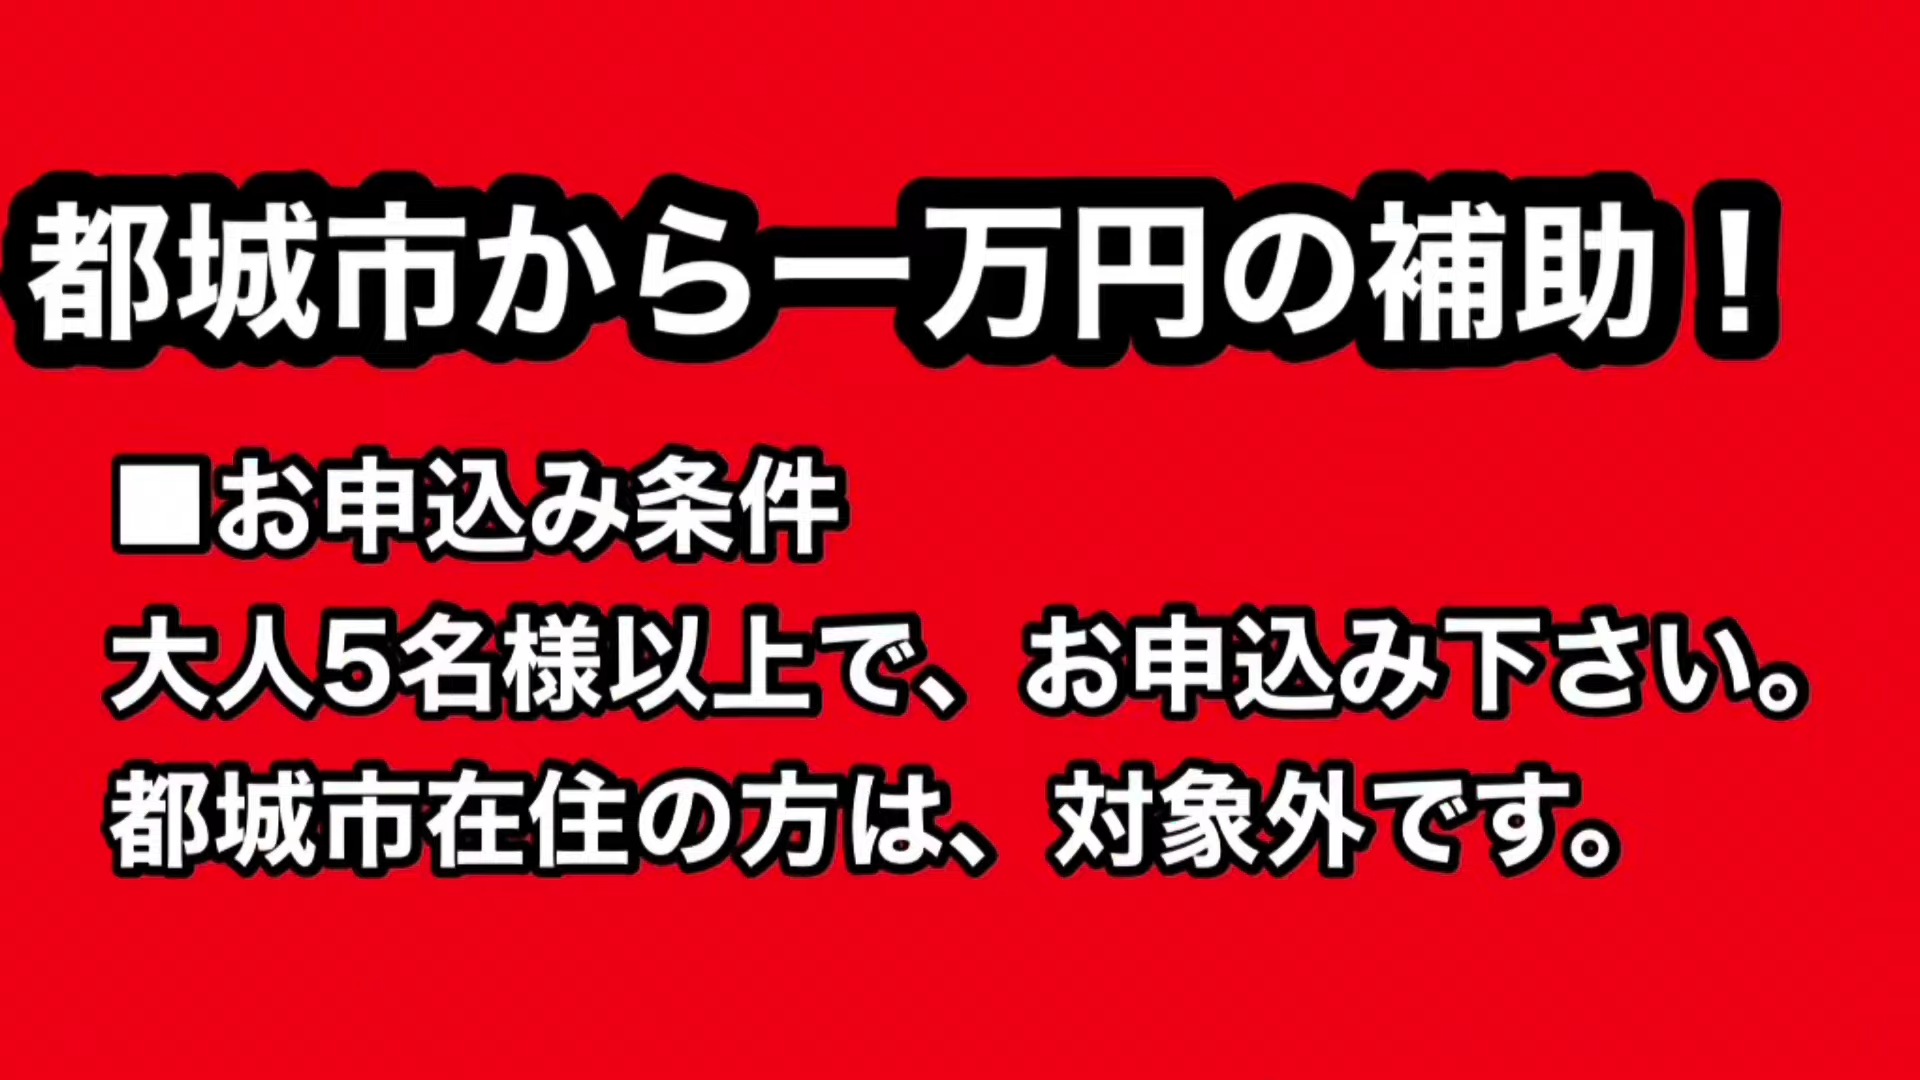 都城市から一万円の補助！
■お申込み条件
大人5名様以上で、お申込み下さい。
都城市在住の方は、対象外です。